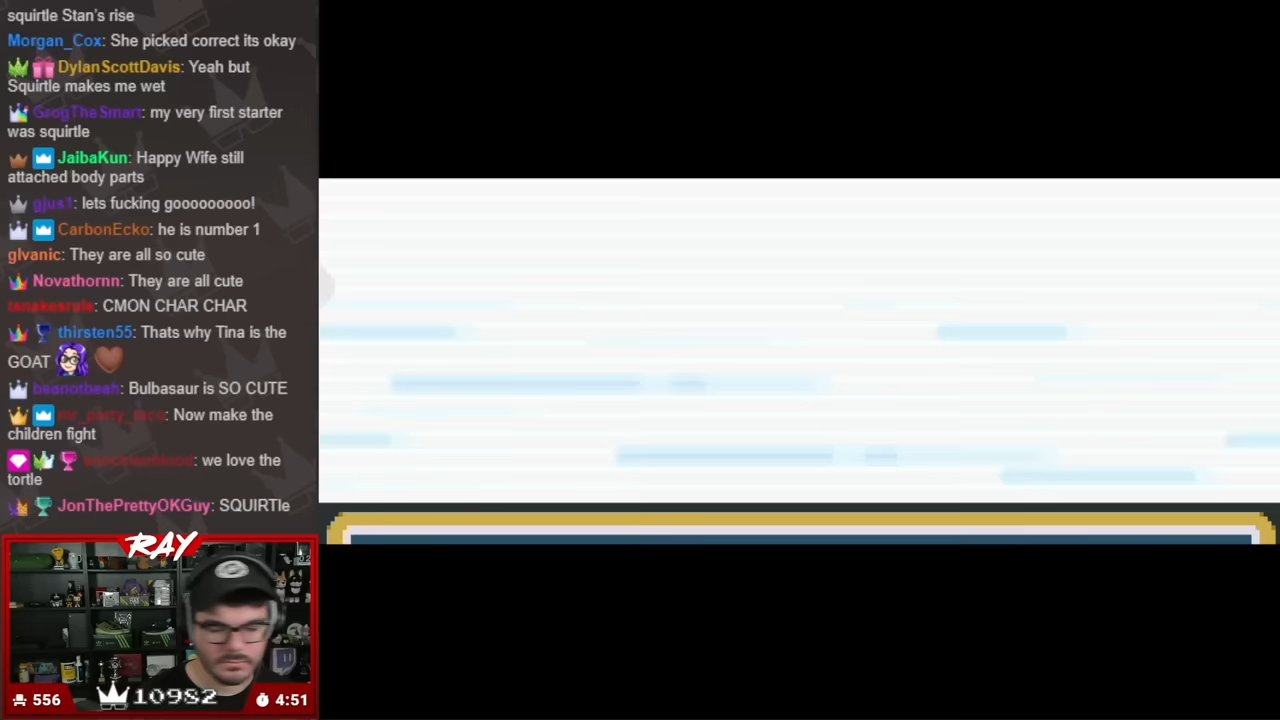 squirtle Stan's rise
Morgan_Cox: She picked correct its okay
DylanScottDavis: Yeah but
Squirtle makes me wet
GrogTheSmart: my very first starter
was squirtle
JaibaKun: Happy Wife still
attached body parts
gjus1: lets fucking gooooooooo!
CarbonEcko: he is number 1
glvanic: They are all so cute
Novathornn: They are all cute
: CMON CHAR CHAR
thirsten55: Thats why Tina is the
GOAT
beanotbeah: Bulbasaur is SO CUTE
: Now make the
children fight
: we love the
tortle
JonThePrettyOKGuy: SQUIRTle
RAY
556
10982
4:51